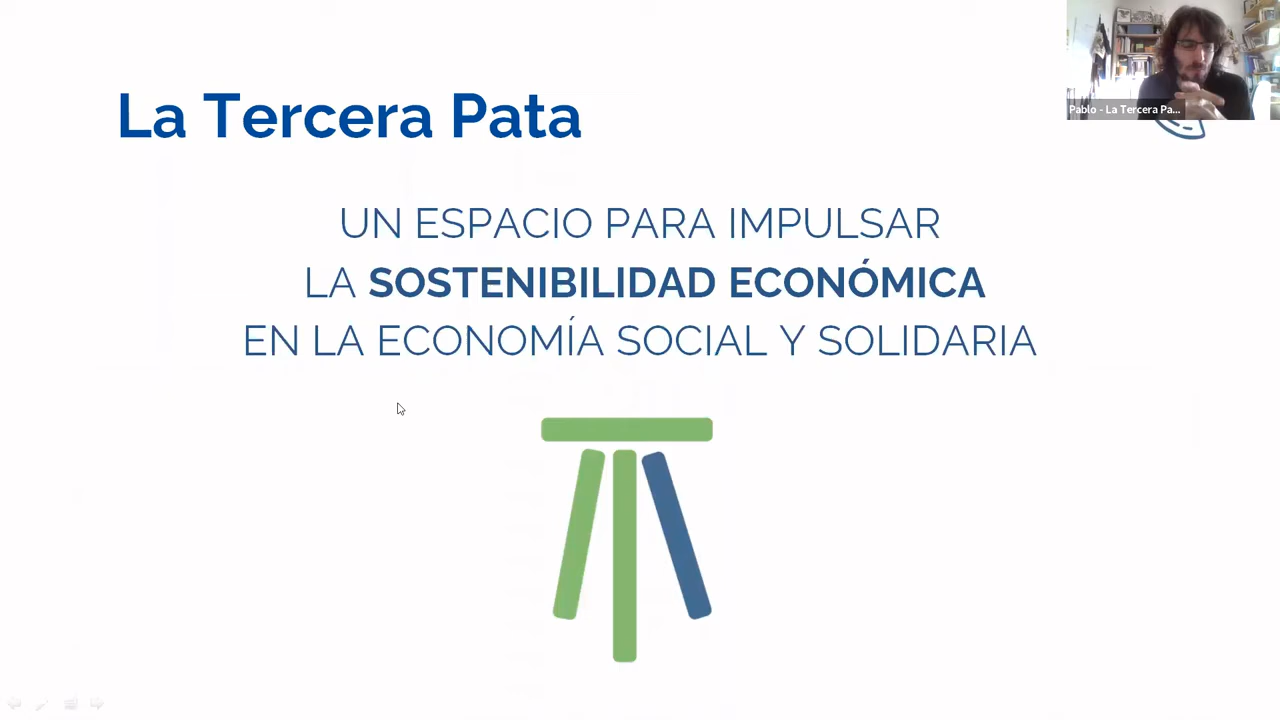 La Tercera Pata
Pablo - La Tercera Pa...
UN ESPACIO PARA IMPULSAR
LA SOSTENIBILIDAD ECONÓMICA
EN LA ECONOMÍA SOCIAL Y SOLIDARIA